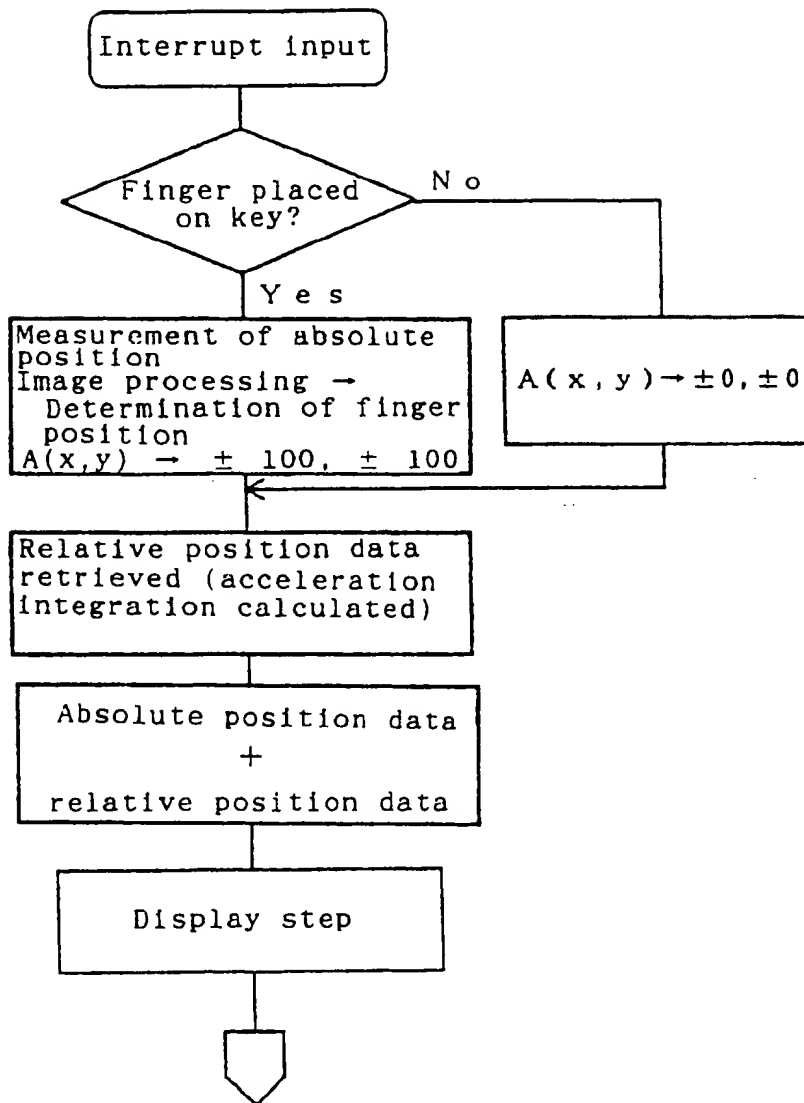 Interrupt input
Finger placed
on key?
No
Yes
Measurement of absolute
position
Image processing →
Determination of finger
position
A(x,y) → ± 100, ± 100
A(x,y)→±0,±0
Relative position data
retrieved (acceleration
integration calculated)
Absolute position data
+
relative position data
Display step